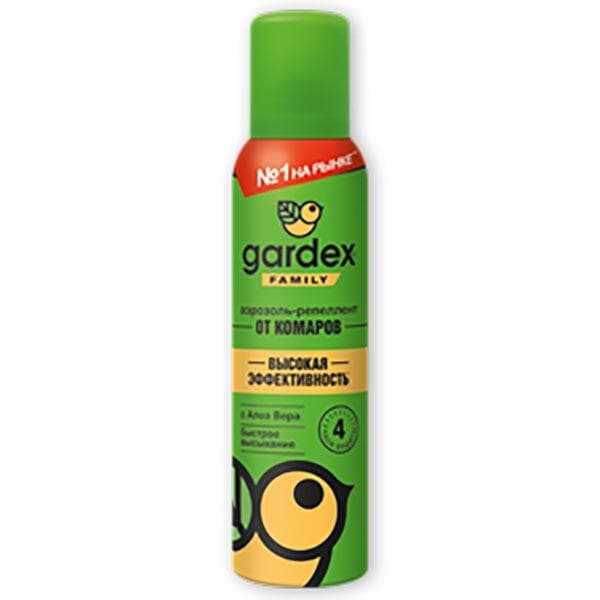 №1 НА РЫНКЕ**
gardex
FAMILY
аэрозоль-репеллент
ОТ КОМАРОВ
ВЫСОКАЯ
ЭФФЕКТИВНОСТЬ
с Алоэ Вера
быстрое
высыхание
4